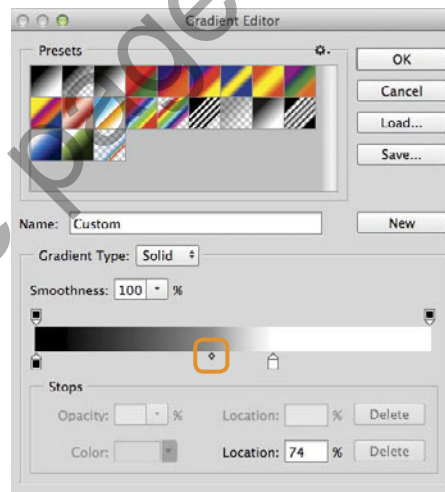 Gradient Editor
Presets
OK
Cancel
Load...
Save...
Name: Custom
New
Gradient Type: Solid
Smoothness: 100 %
Stops
Opacity: % Location: % Delete
Color: Location: 74 % Delete
page